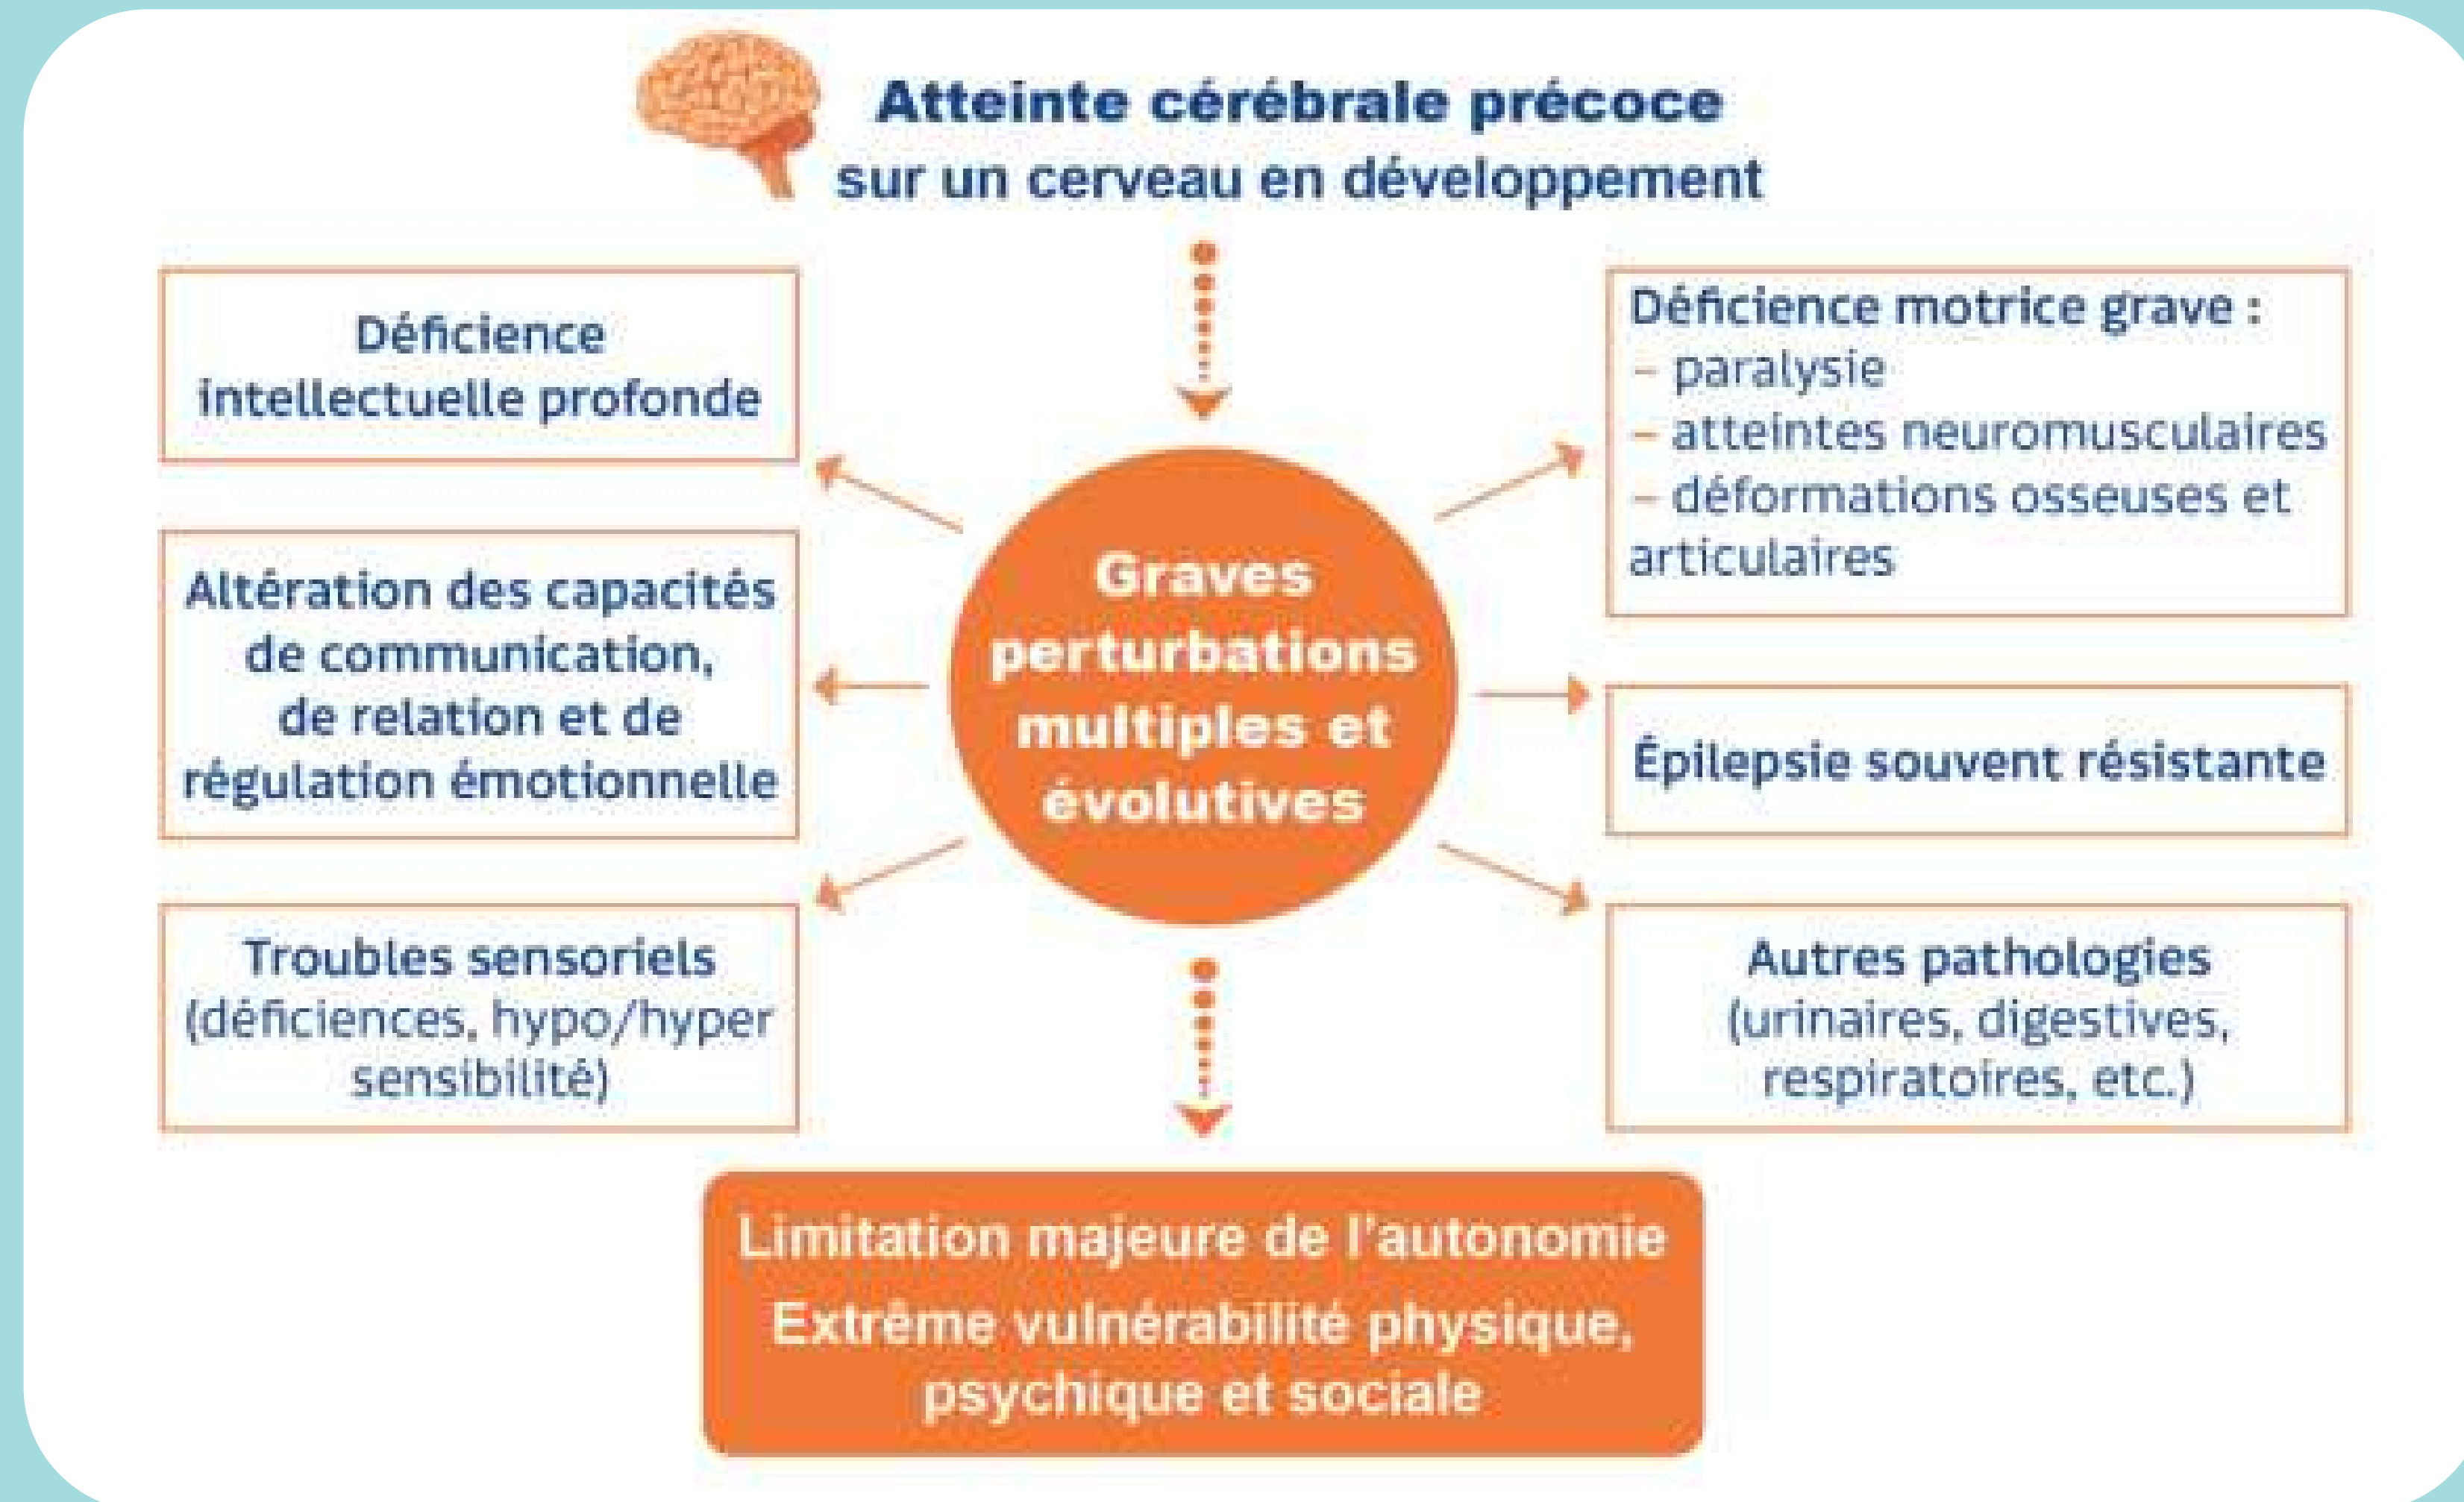 Atteinte cérébrale précoce
sur un cerveau en développement
Déficience
intellectuelle profonde
Altération des capacités
de communication,
de relation et de
régulation émotionnelle
Troubles sensoriels
(déficiences, hypo/hyper
sensibilité)
Graves
perturbations
multiples et
évolutives
Déficience motrice grave :
– paralysie
– atteintes neuromusculaires
– déformations osseuses et
articulaires
Épilepsie souvent résistante
Autres pathologies
(urinaires, digestives,
respiratoires, etc.)
Limitation majeure de l'autonomie
Extrême vulnérabilité physique,
psychique et sociale